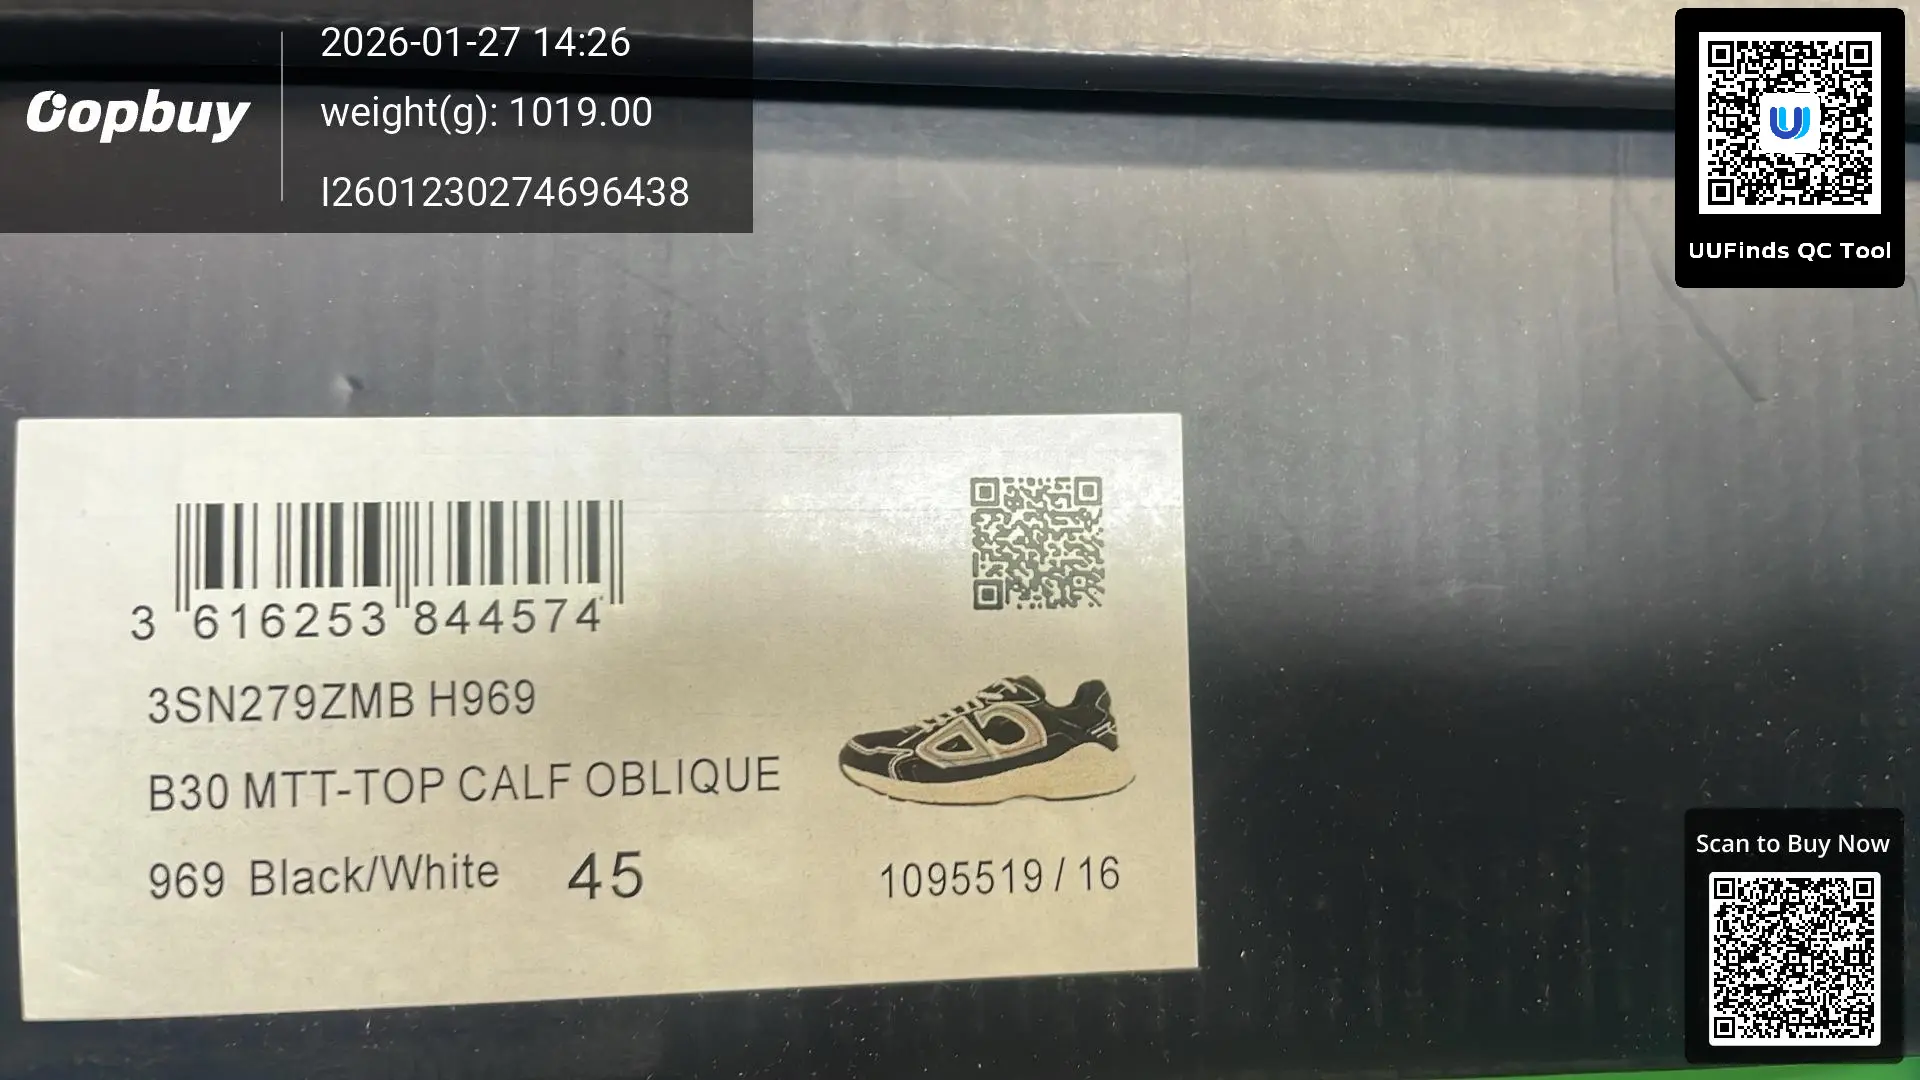 2026-01-27 14:26
Oopbuy
weight(g): 1019.00
I2601230274696438
UUFinds QC Tool
3 616253 844574
3SN279ZMB H969
B30 MTT-TOP CALF OBLIQUE
969 Black/White 45
1095519 / 16
Scan to Buy Now